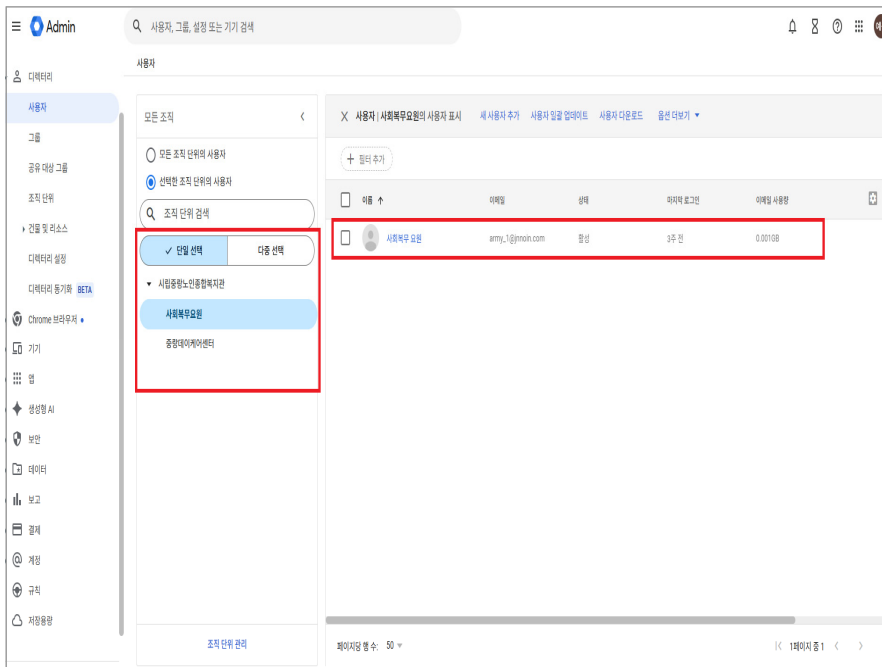 Admin
사용자, 그룹, 설정 또는 기기 검색
사용자
디렉터리
사용자
그룹
공유 대상 그룹
조직 단위
건물 및 리소스
디렉터리 설정
디렉터리 동기화 BETA
Chrome 브라우저
기기
앱
생성형 AI
보안
데이터
보고
결제
계정
규칙
저장용량
모든 조직
모든 조직 단위의 사용자
선택한 조직 단위의 사용자
조직 단위 검색
단일 선택 다중 선택
시립중랑노인종합복지관
사회복무요원
중랑데이케어센터
조직 단위 관리
사용자 | 사회복무요원의 사용자 표시 새 사용자 추가 사용자 일괄 업데이트 사용자 다운로드 옵션 더보기
+ 필터 추가
이름 이메일 상태 마지막 로그인 이메일 사용량
사회복무 요원 army_1@jnnoin.com 활성 3주 전 0.001GB
페이지당 행 수: 50 1페이지 중 1